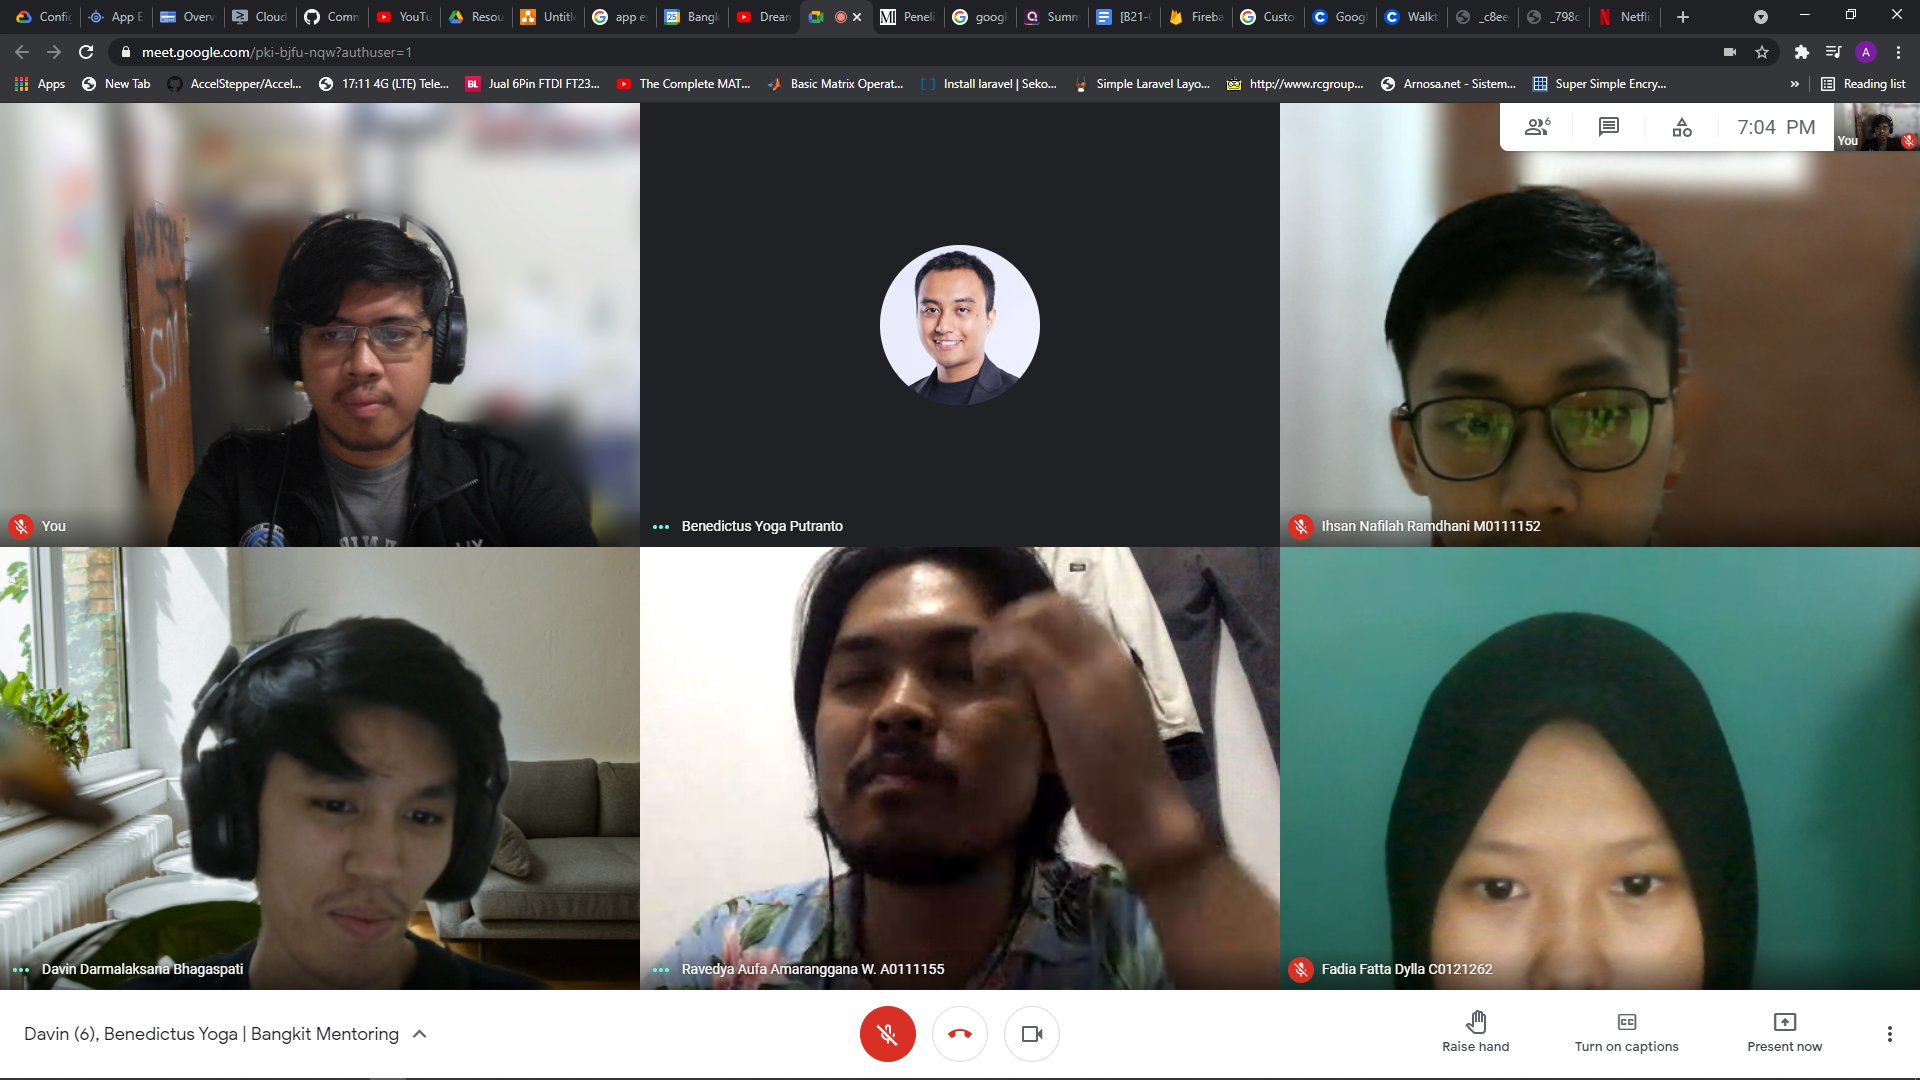 Config
App E
Overv
Cloud
Comm
YouTu
Resou
Untitl
app e
Bangk
Dream
Peneli
googl
Summ
[B21-
Fireba
Custo
Googl
Walkt
_c8ee
_798c
Netfli
meet.google.com/pki-bjfu-nqw?authuser=1
A
Apps
New Tab
AccelStepper/Accel...
17:11 4G (LTE) Tele...
BL Jual 6Pin FTDI FT23...
The Complete MAT...
Basic Matrix Operat...
Install laravel | Seko...
Simple Laravel Layo...
http://www.rcgroup...
Arnosa.net - Sistem...
Super Simple Encry...
»
Reading list
6
7:04 PM
You
You
Benedictus Yoga Putranto
Ihsan Nafilah Ramdhani M0111152
Davin Darmalaksana Bhagaspati
Ravedya Aufa Amaranggana W. A0111155
Fadia Fatta Dylla C0121262
Davin (6), Benedictus Yoga | Bangkit Mentoring
Raise hand
CC
Turn on captions
Present now